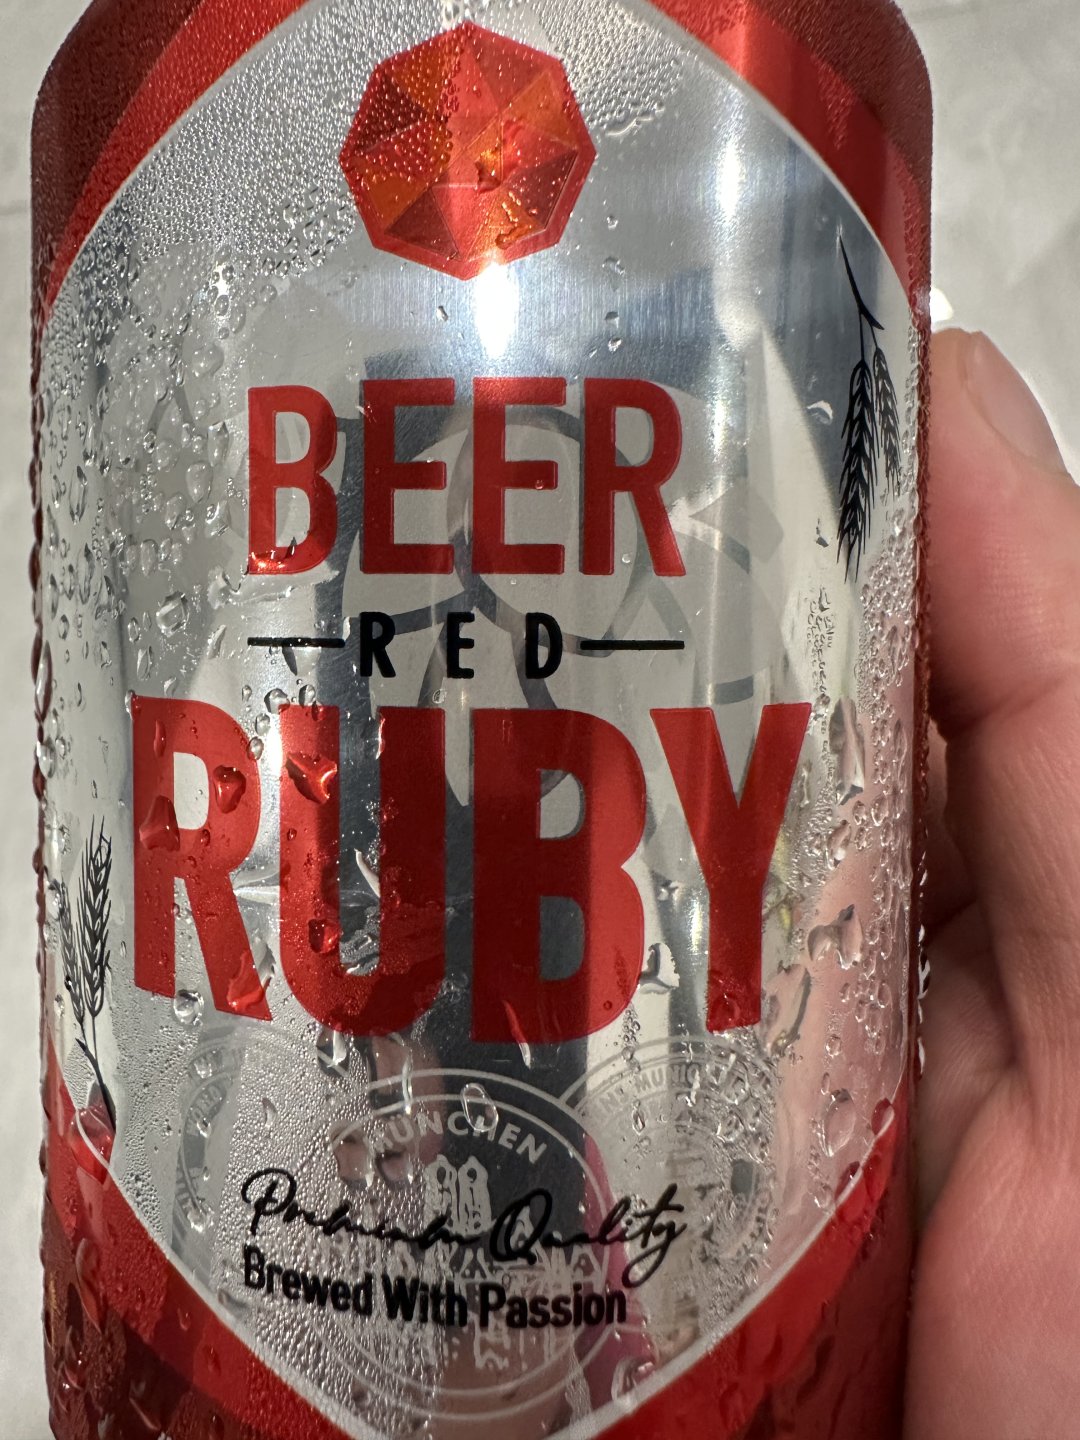 BEER
RED
RUBY
MÜNCHEN
Premium Quality
Brewed With Passion